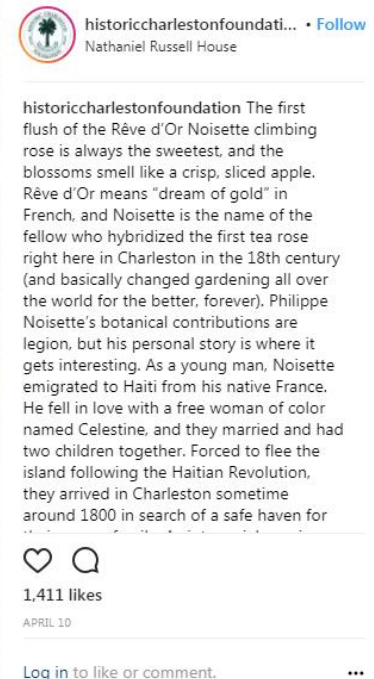 historiccharlestonfoundati... • Follow
Nathaniel Russell House
historiccharlestonfoundation The first
flush of the Rêve d’Or Noisette climbing
rose is always the sweetest, and the
blossoms smell like a crisp, sliced apple.
Rêve d’Or means “dream of gold” in
French, and Noisette is the name of the
fellow who hybridized the first tea rose
right here in Charleston in the 18th century
(and basically changed gardening all over
the world for the better, forever). Philippe
Noisette’s botanical contributions are
legion, but his personal story is where it
gets interesting. As a young man, Noisette
emigrated to Haiti from his native France.
He fell in love with a free woman of color
named Celestine, and they married and had
two children together. Forced to flee the
island following the Haitian Revolution,
they arrived in Charleston sometime
around 1800 in search of a safe haven for
1,411 likes
APRIL 10
Log in to like or comment.